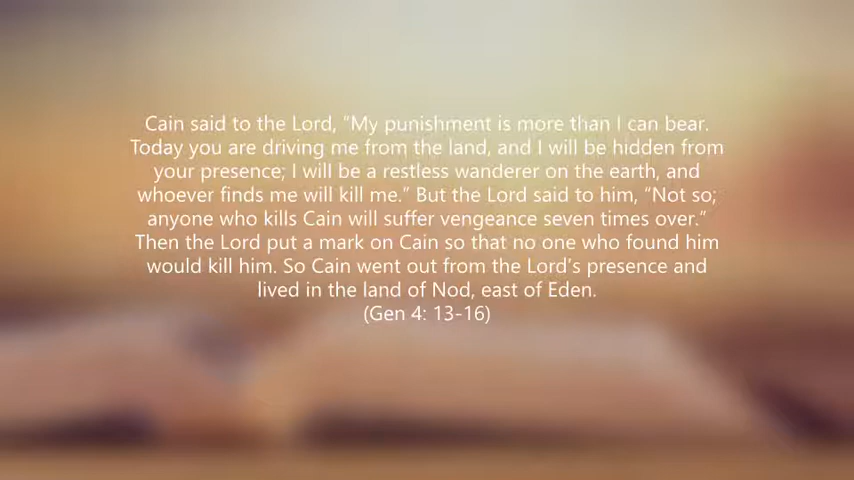 Cain said to the Lord, “My punishment is more than I can bear.
Today you are driving me from the land, and I will be hidden from
your presence; I will be a restless wanderer on the earth, and
whoever finds me will kill me.” But the Lord said to him, “Not so;
anyone who kills Cain will suffer vengeance seven times over.”
Then the Lord put a mark on Cain so that no one who found him
would kill him. So Cain went out from the Lord’s presence and
lived in the land of Nod, east of Eden.
(Gen 4: 13-16)